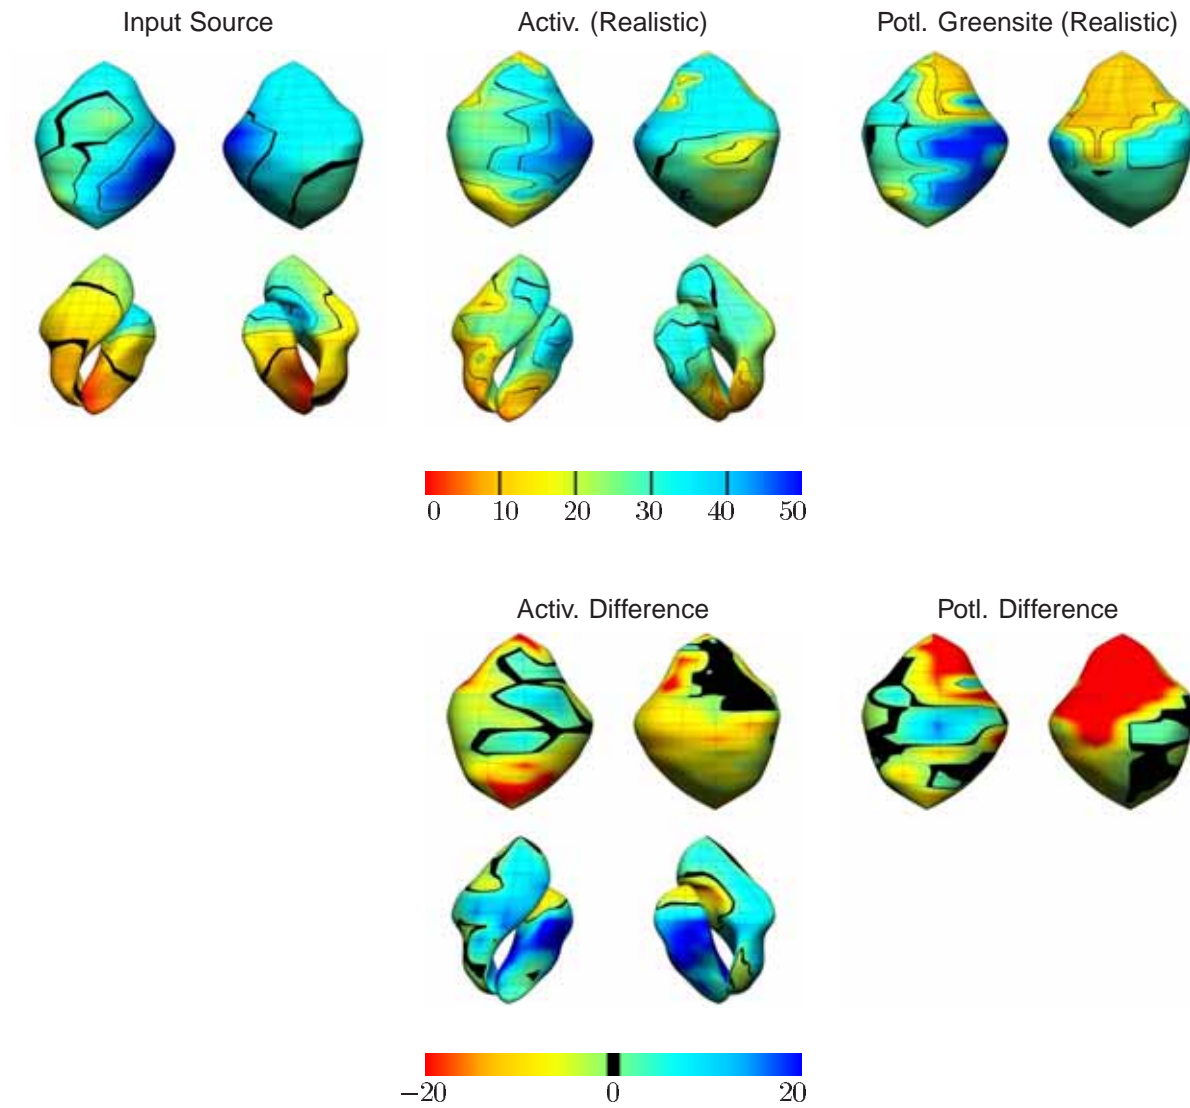 Input Source
Activ. (Realistic)
Potl. Greensite (Realistic)
0 10 20 30 40 50
Activ. Difference
Potl. Difference
−20 0 20